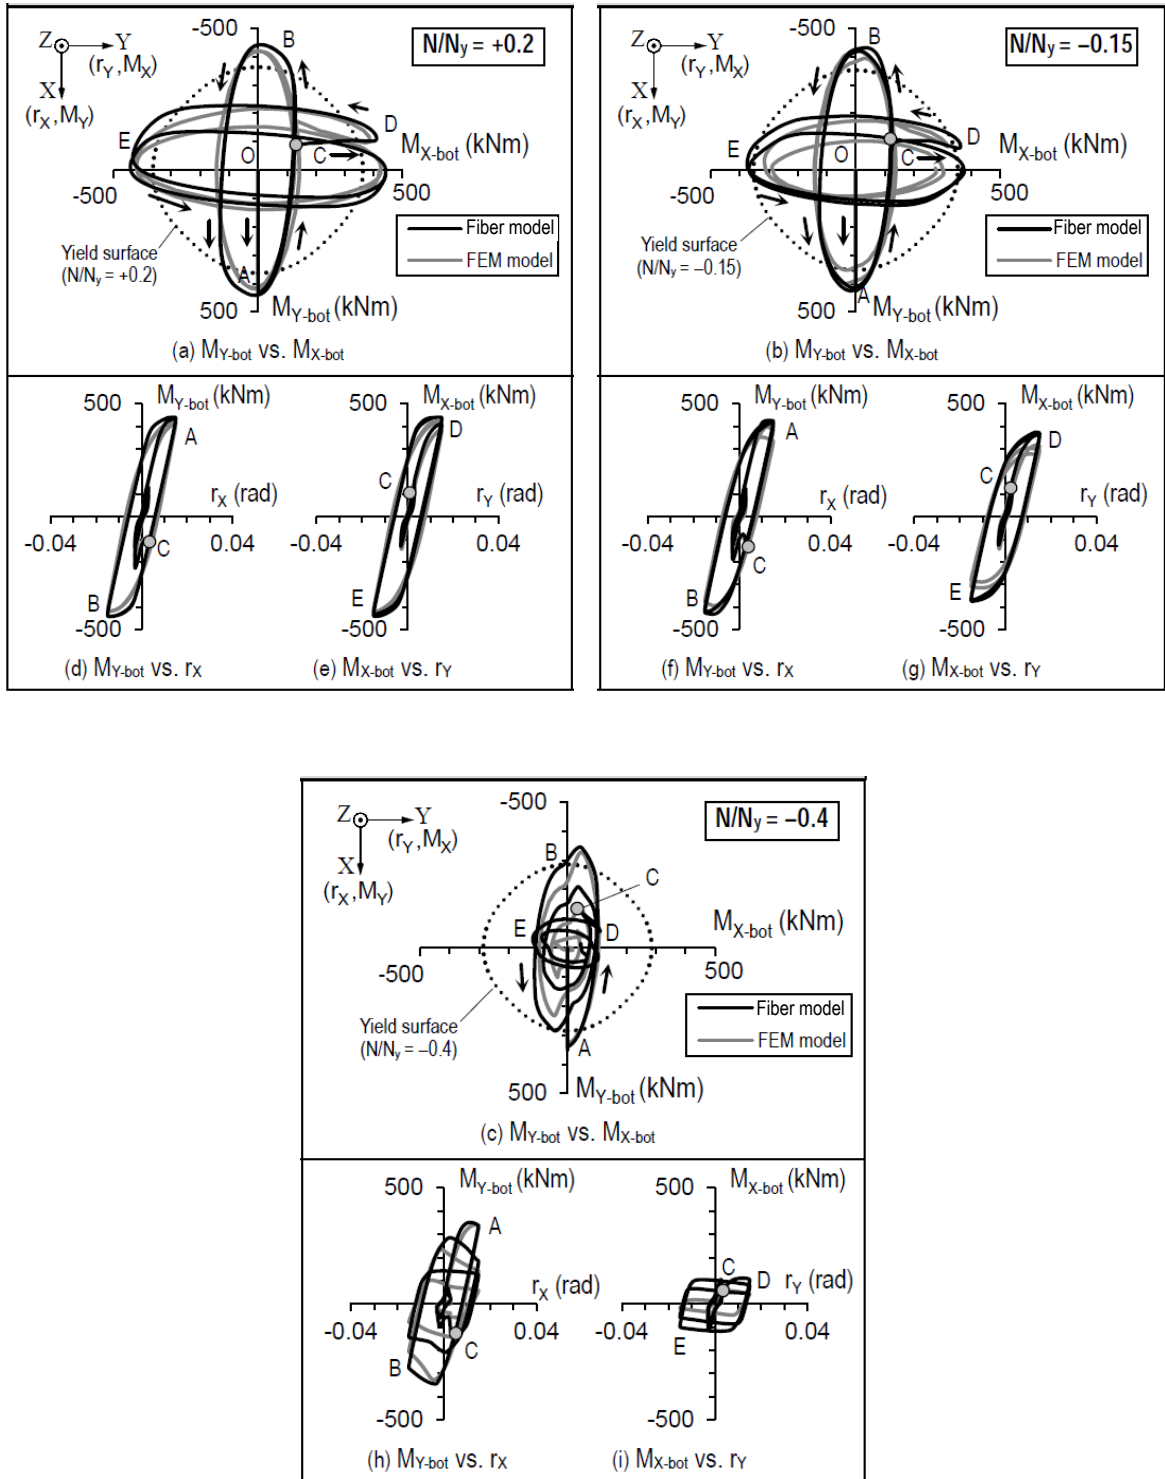 -500
B
N/Ny = +0.2
Z
Y
(rY, MX)
X
(rX, MY)
D
E
O
C
MX-bot
(kNm)
-500
500
Fiber model
FEM model
Yield surface
(N/Ny = +0.2)
A
500
MY-bot (kNm)
(a) MY-bot vs. MX-bot
500
MY-bot (kNm)
A
rX (rad)
-0.04
0.04
C
B
-500
(d) MY-bot vs. rX
MX-bot (kNm)
D
C
rY (rad)
0.04
E
(e) MX-bot vs. rY
-500
B
N/Ny = −0.15
Z
Y
(rY, MX)
X
(rX, MY)
D
E
O
C
MX-bot
(kNm)
-500
500
Fiber model
FEM model
Yield surface
(N/Ny = −0.15)
A
500
MY-bot (kNm)
(b) MY-bot vs. MX-bot
500
MY-bot (kNm)
A
rX (rad)
-0.04
0.04
C
B
-500
(f) MY-bot vs. rX
MX-bot (kNm)
D
C
rY (rad)
-0.04
0.04
E
(g) MX-bot vs. rY
-500
N/Ny = −0.4
Z
Y
(rY, MX)
X
(rX, MY)
B
C
E
D
MX-bot
(kNm)
-500
500
Fiber model
FEM model
Yield surface
(N/Ny = −0.4)
A
500
MY-bot (kNm)
(c) MY-bot vs. MX-bot
500
MY-bot (kNm)
A
rX (rad)
-0.04
0.04
C
B
-500
(h) MY-bot vs. rX
500
MX-bot (kNm)
C
D
rY (rad)
-0.04
0.04
E
-500
(i) MX-bot vs. rY